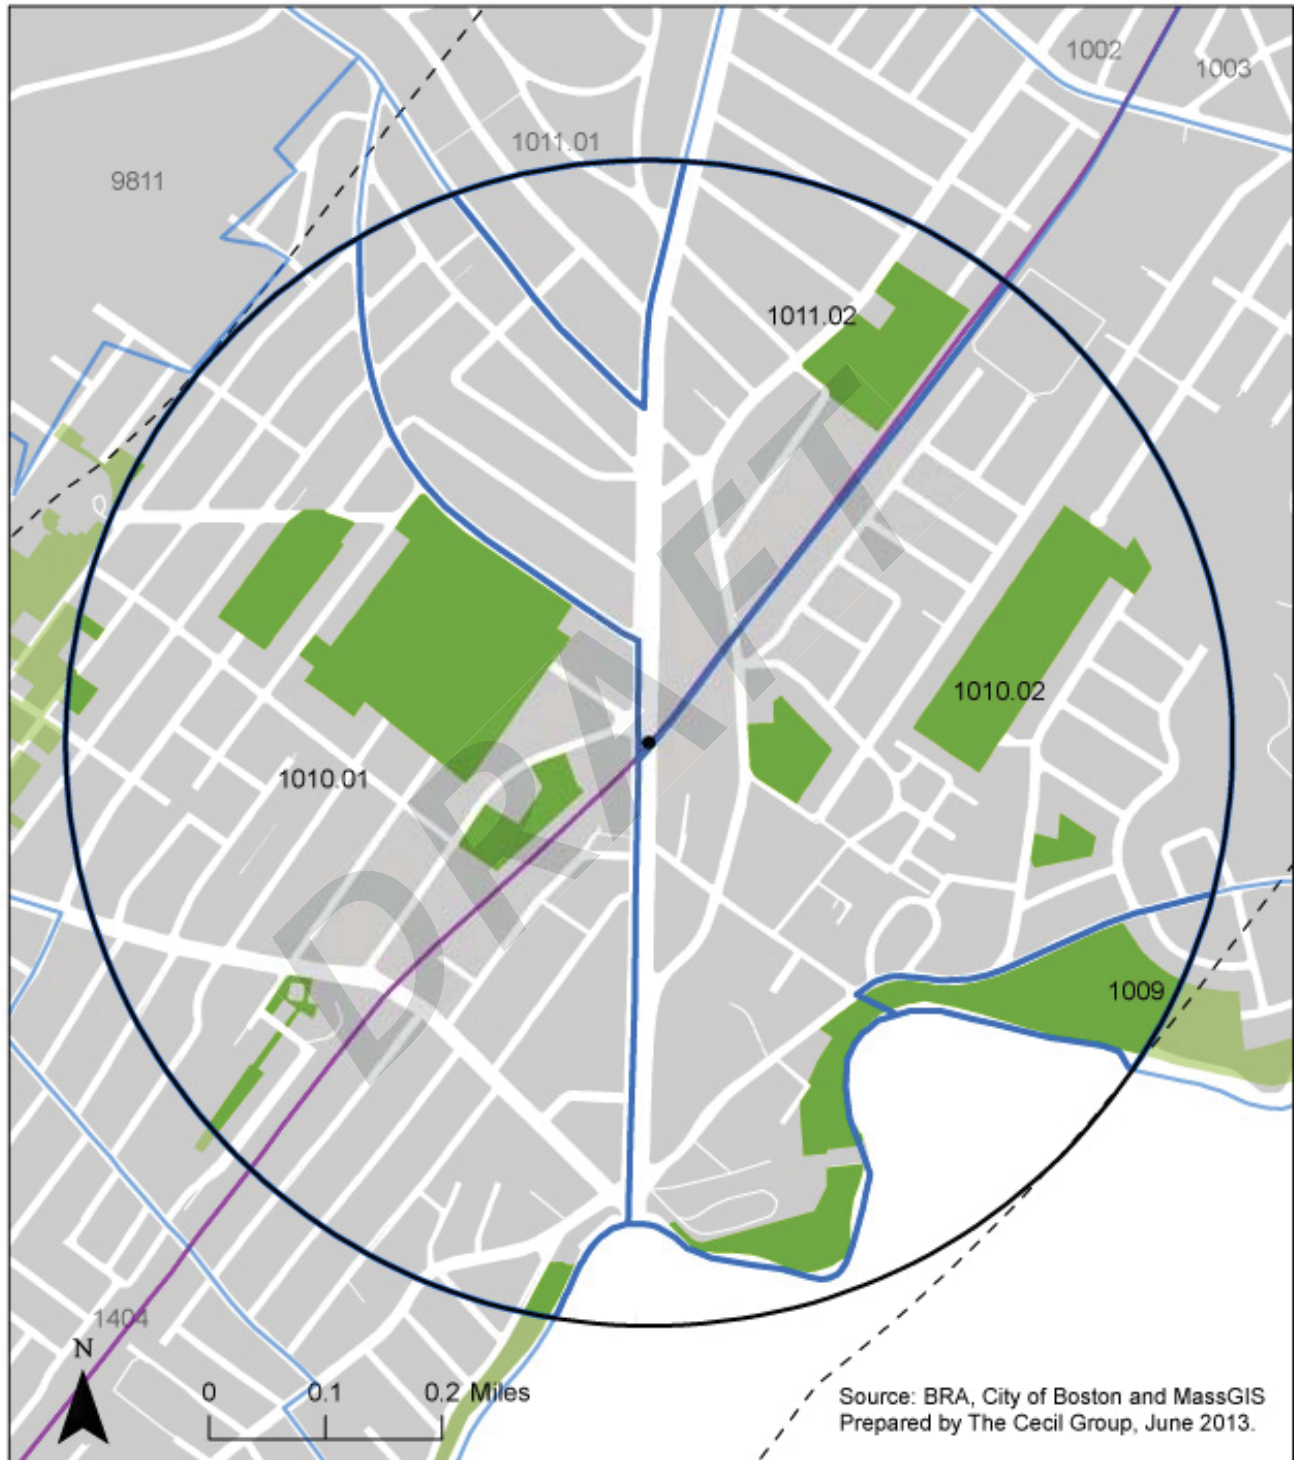 1002
1003
1011.01
9811
1011.02
1010.02
1010.01
1009
1404
N
0 0.1 0.2 Miles
Source: BRA, City of Boston and MassGIS
Prepared by The Cecil Group, June 2013.
DRAFT